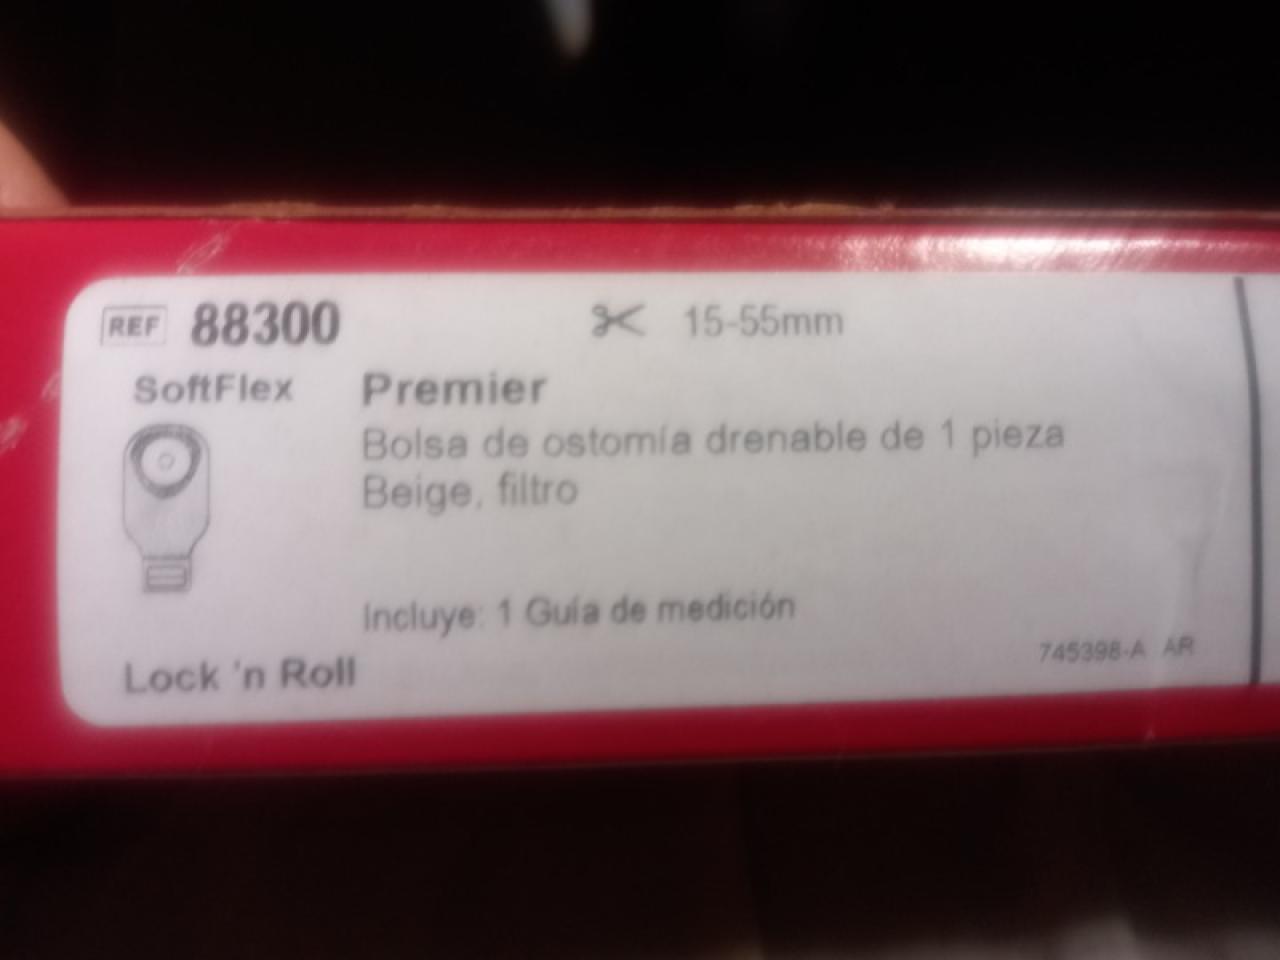 REF 88300 15-55mm
SoftFlex Premier
Bolsa de ostomía drenable de 1 pieza
Beige, filtro
Incluye: 1 Guía de medición
745398-A AR
Lock 'n Roll